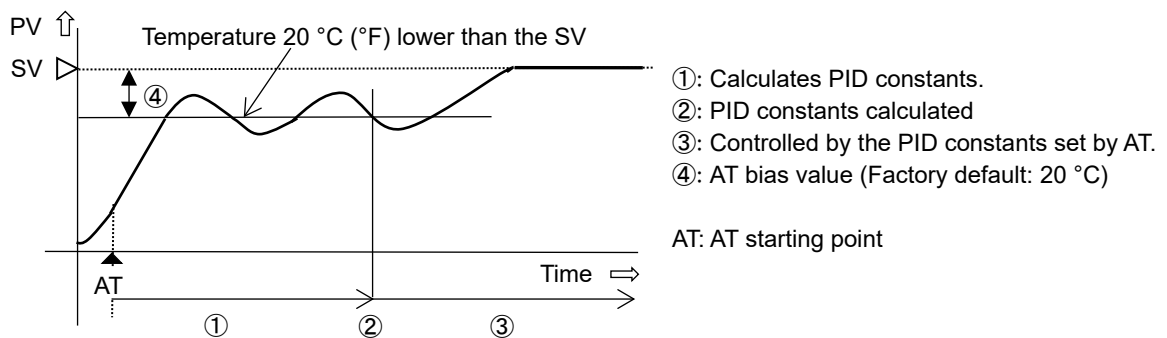 PV ⇧
Temperature 20 °C (°F) lower than the SV
SV
④
①: Calculates PID constants.
②: PID constants calculated
③: Controlled by the PID constants set by AT.
④: AT bias value (Factory default: 20 °C)
AT: AT starting point
Time ⇨
AT
① ② ③